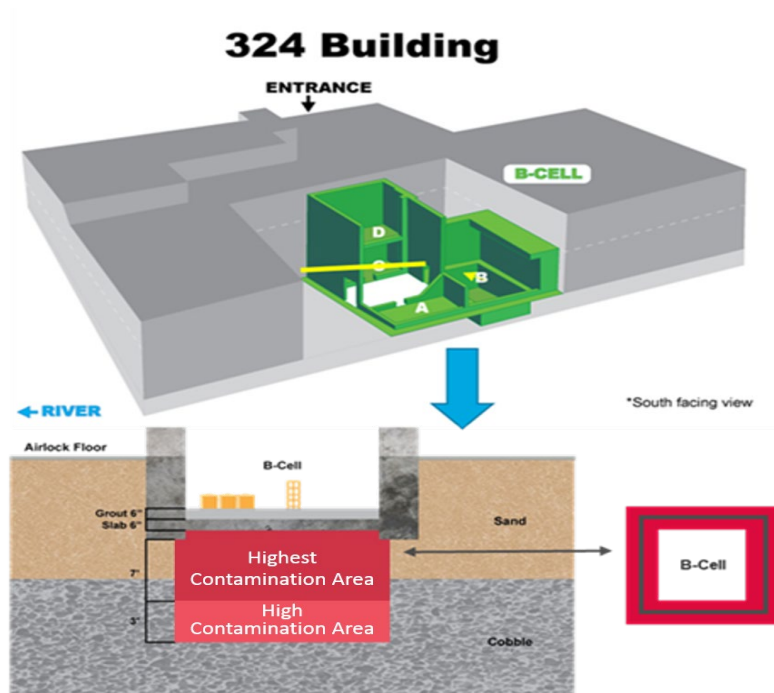 324 Building
ENTRANCE
B-CELL
D
C
B
A
←RIVER
*South facing view
Airlock Floor
B-Cell
Grout 6"
Slab 6"
Sand
Highest
Contamination Area
7'
B-Cell
High
Contamination Area
3'
Cobble